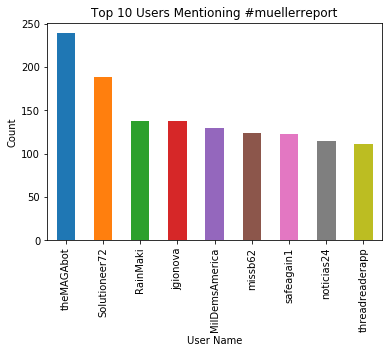 Top 10 Users Mentioning #muellerreport
250
200
150
100
50
0
Count
theMAGAbot
Solutioneer72
RainMaki
jgionova
MilDemsAmerica
missb62
safeagain1
noticias24
threadreaderapp
User Name